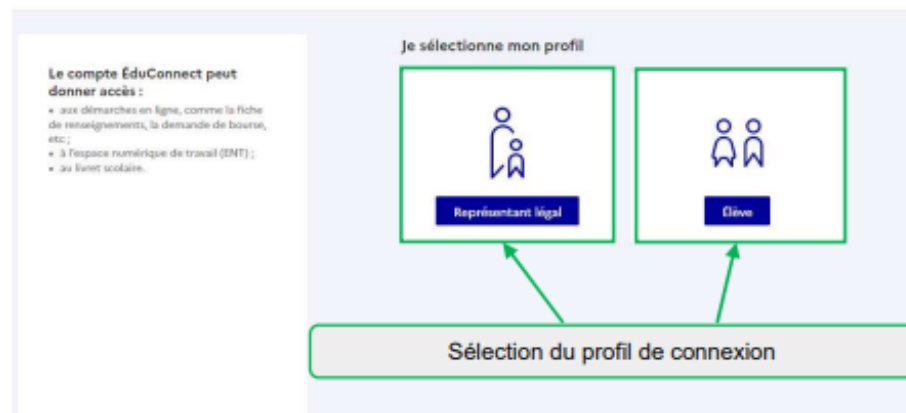 Je sélectionne mon profil
Le compte ÉduConnect peut
donner accès :
• aux démarches en ligne, comme la fiche
de renseignements, la demande de bourse,
etc ;
• à l'espace numérique de travail (ENT) ;
• au livret scolaire.
Représentant légal
Élève
Sélection du profil de connexion